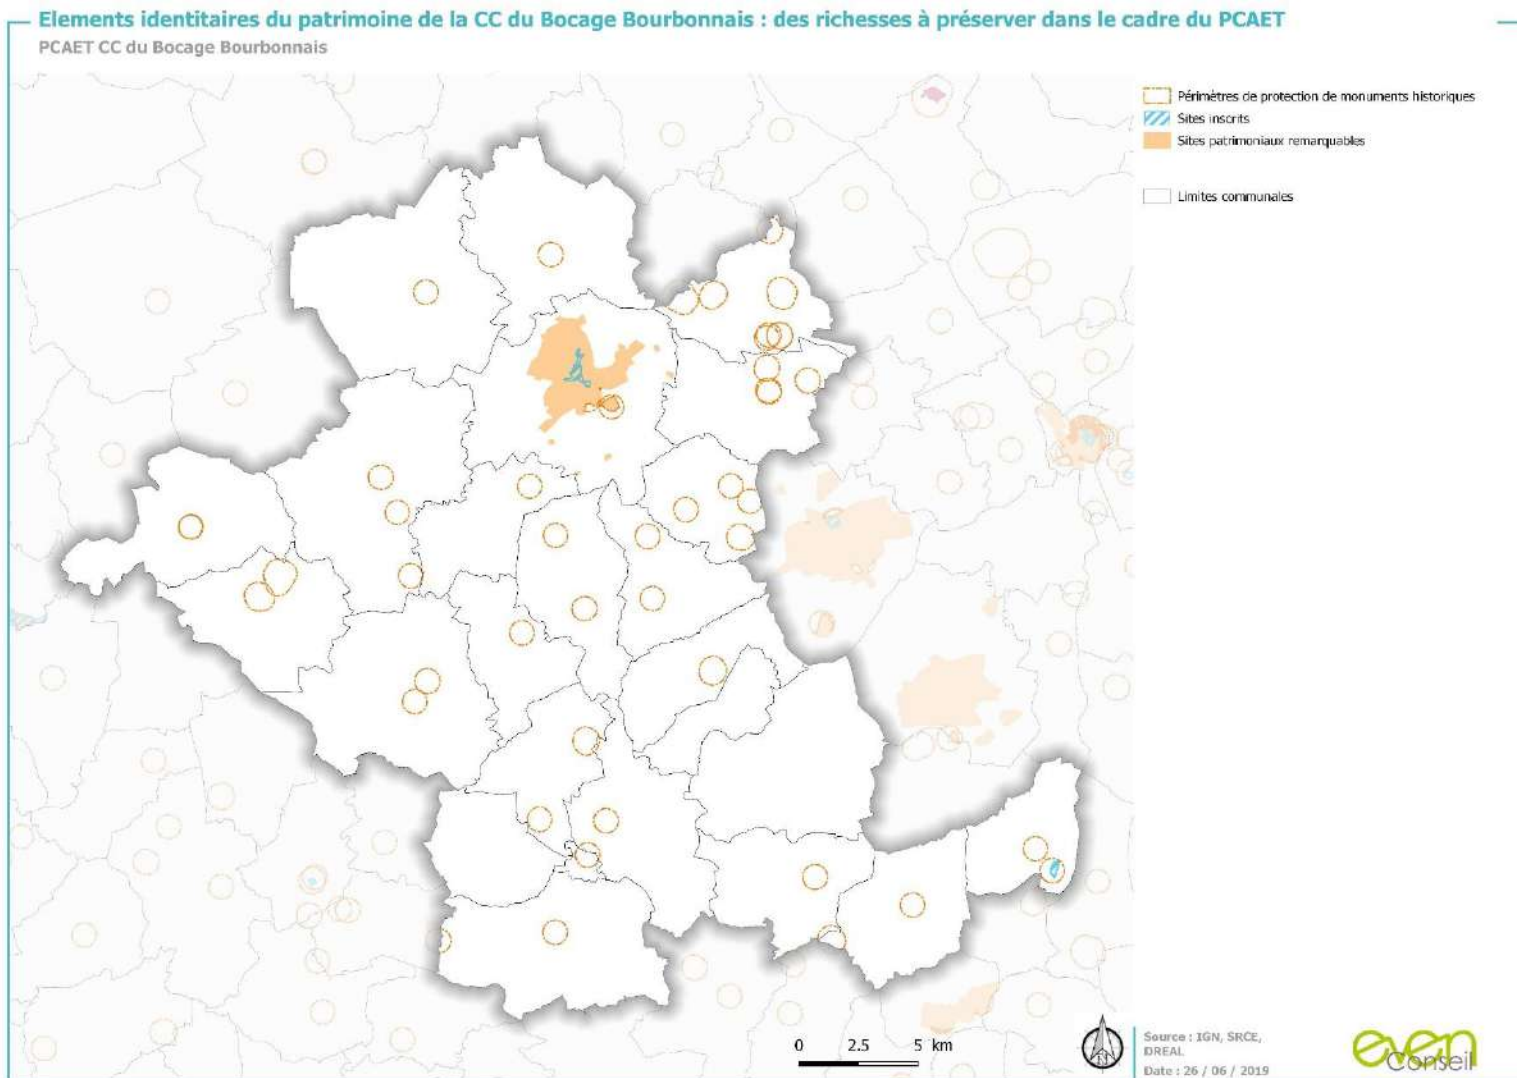 Elements identitaires du patrimoine de la CC du Bocage Bourbonnais : des richesses à préserver dans le cadre du PCAET
PCAET CC du Bocage Bourbonnais
Périmètres de protection de monuments historiques
Sites inscrits
Sites patrimoniaux remarquables
Limites communales
0 2.5 5 km
N
Source : IGN, SRCE,
DREAL
Date : 26 / 06 / 2019
even
Conseil